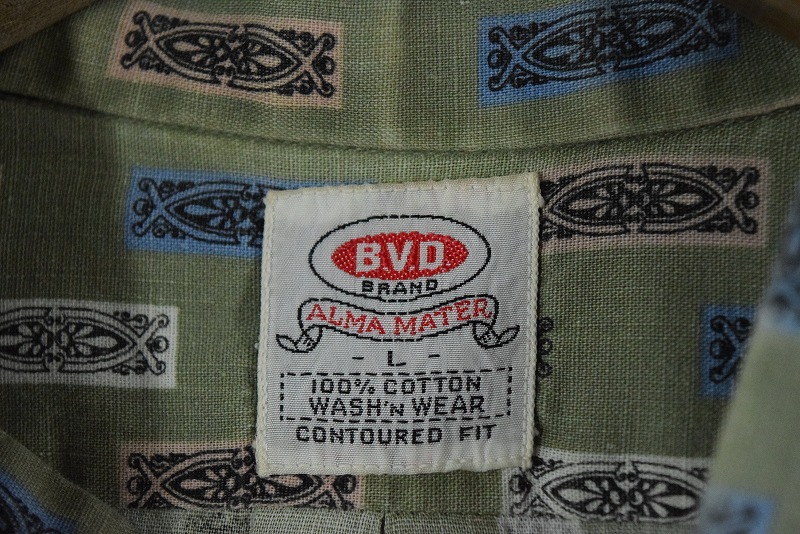 BVD
BRAND
ALMA MATER
- L -
100% COTTON
WASH'N WEAR
CONTOURED FIT